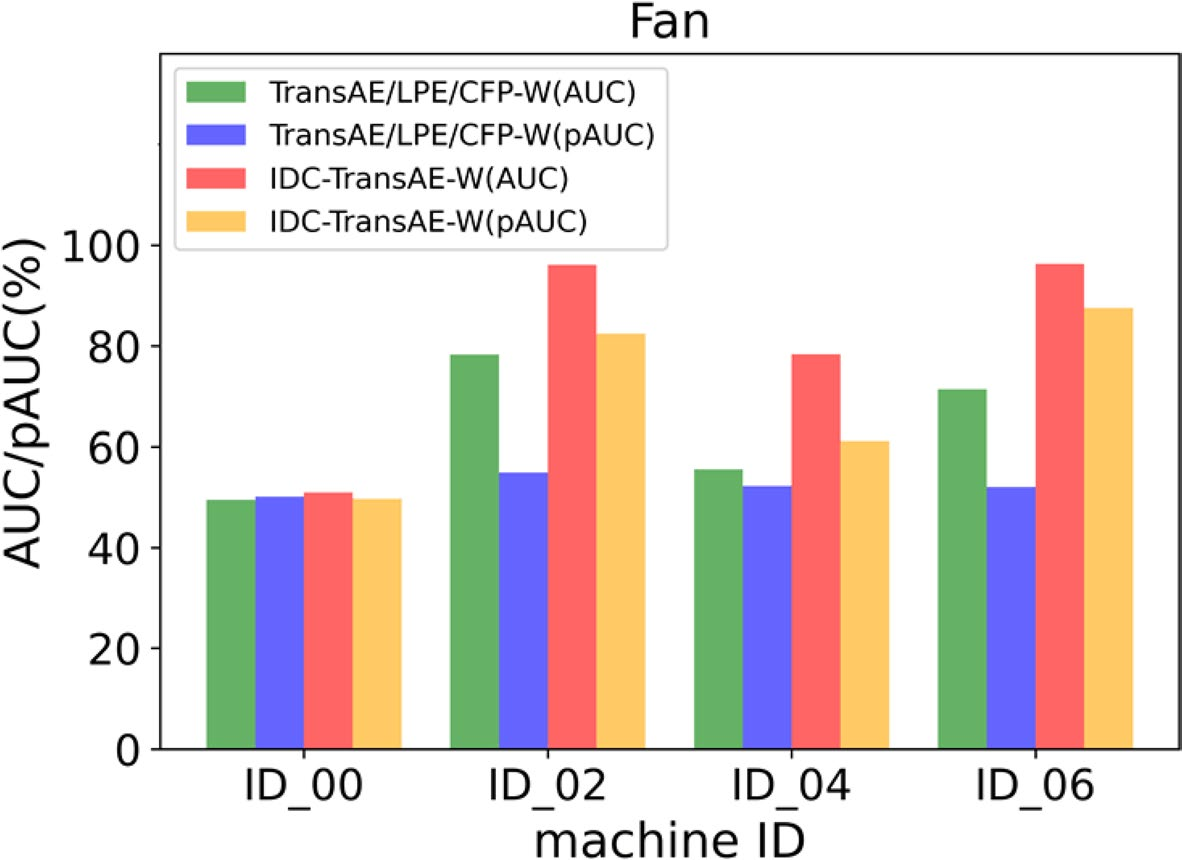 Fan
TransAE/LPE/CFP-W(AUC)
TransAE/LPE/CFP-W(pAUC)
IDC-TransAE-W(AUC)
IDC-TransAE-W(pAUC)
AUC/pAUC(%)
100
80
60
40
20
0
ID_00 ID_02 ID_04 ID_06
machine ID